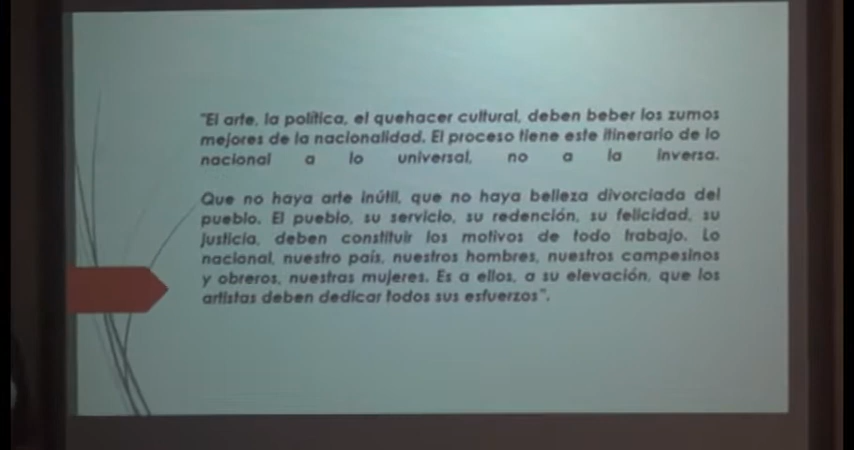 "El arte, la política, el quehacer cultural, deben beber los zumos
mejores de la nacionalidad. El proceso tiene este itinerario de lo
nacional a lo universal, no a la inversa.
Que no haya arte inútil, que no haya belleza divorciada del
pueblo. El pueblo, su servicio, su redención, su felicidad, su
justicia, deben constituir los motivos de todo trabajo. Lo
nacional, nuestro país, nuestros hombres, nuestros campesinos
y obreros, nuestras mujeres. Es a ellos, a su elevación, que los
artistas deben dedicar todos sus esfuerzos".